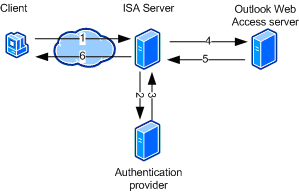 Client
ISA Server
Outlook Web
Access server
1
4
6
5
2
3
Authentication
provider